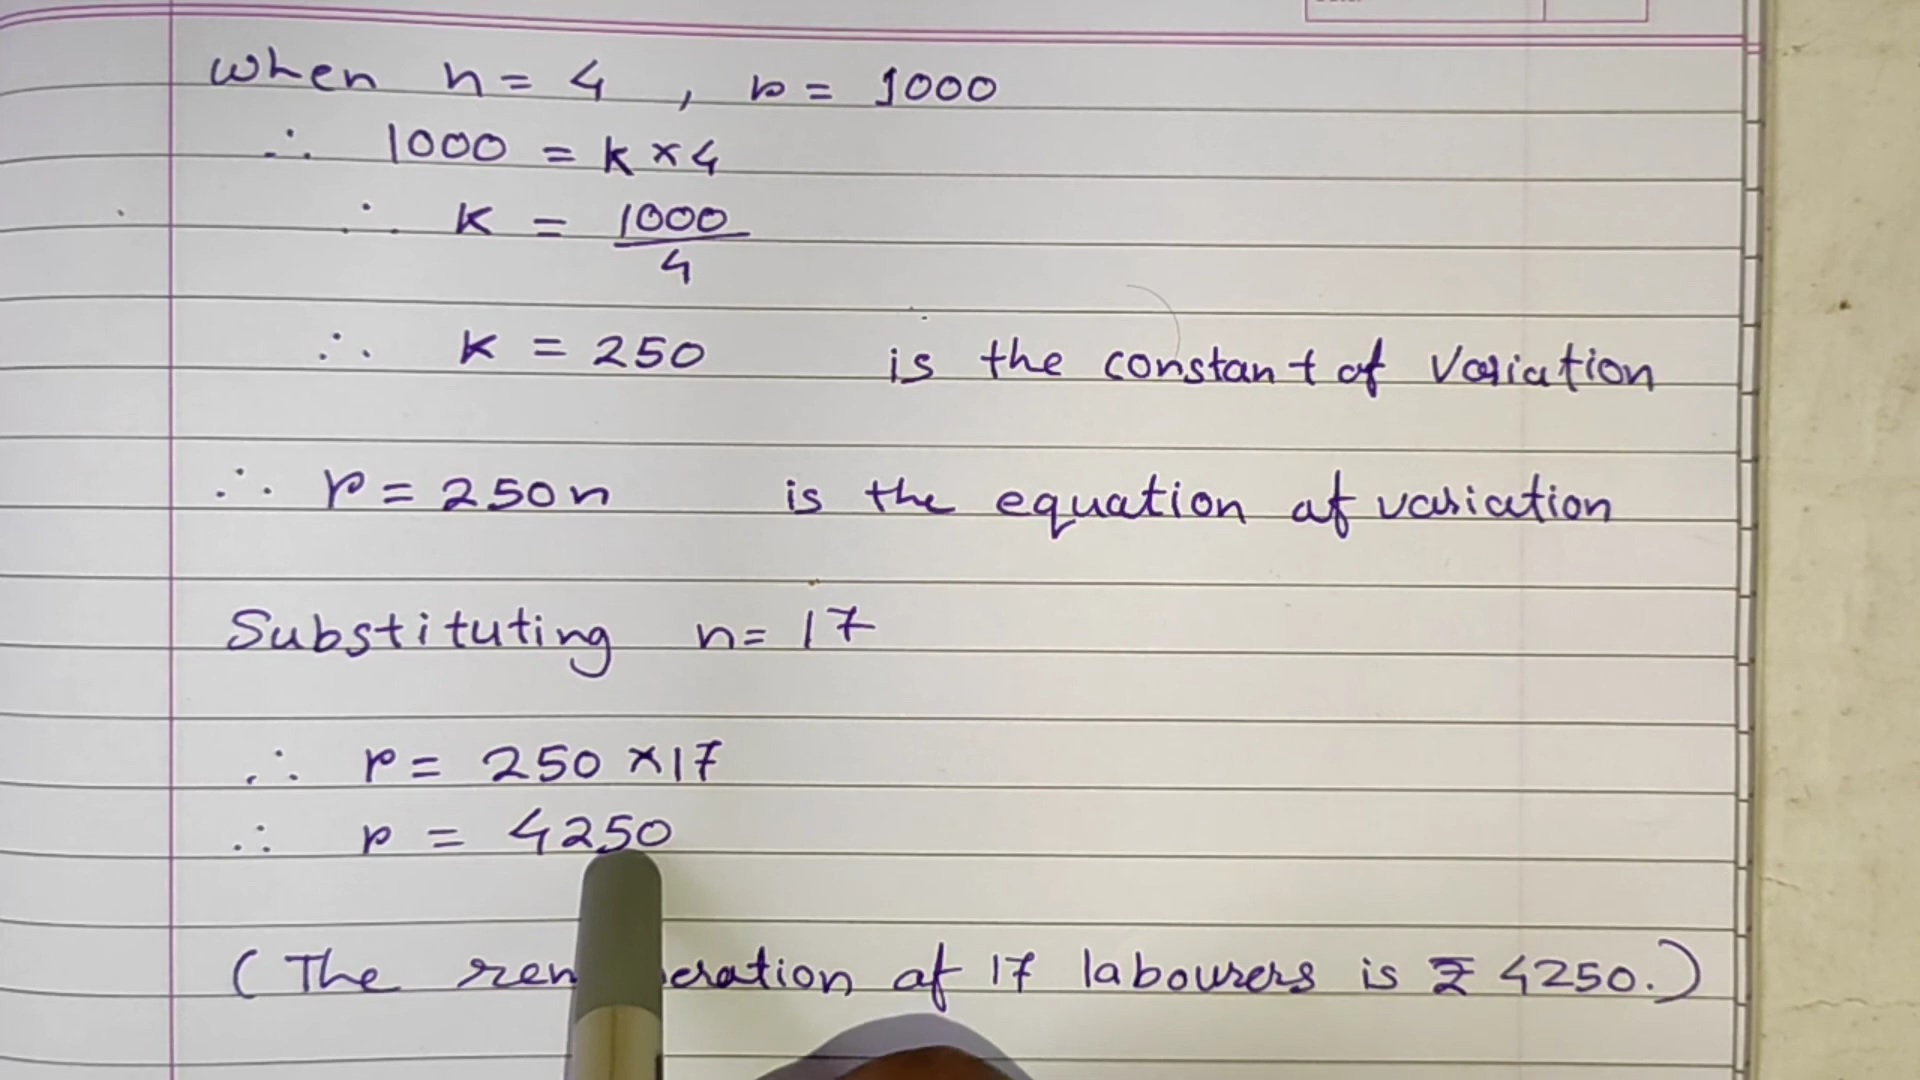 when n = 4 , r = 1000
∴ 1000 = k × 4
∴ k = 1000/4
∴ k = 250 is the constant of variation
∴ r = 250n is the equation of variation
Substituting n = 17
∴ r = 250 × 17
∴ r = 4250
( The of 17 labourers is ₹ 4250.)